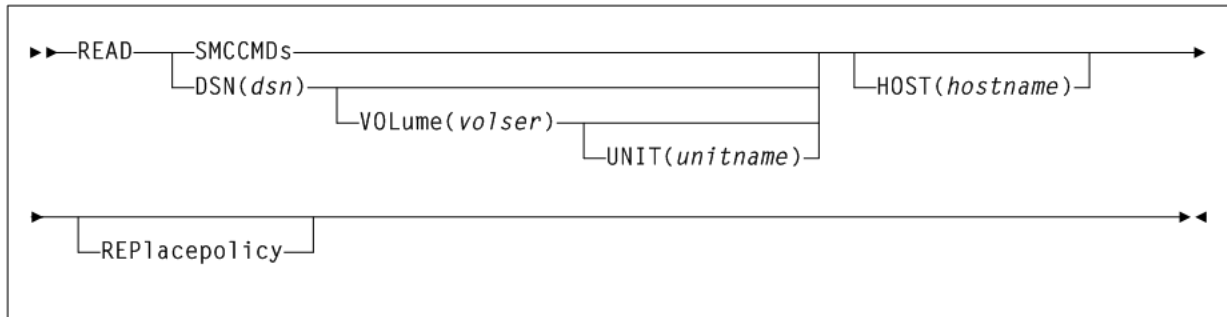 READ SMCCMDs
DSN(dsn) HOST(hostname)
VOLume(volser)
UNIT(unitname)
REPlacepolicy